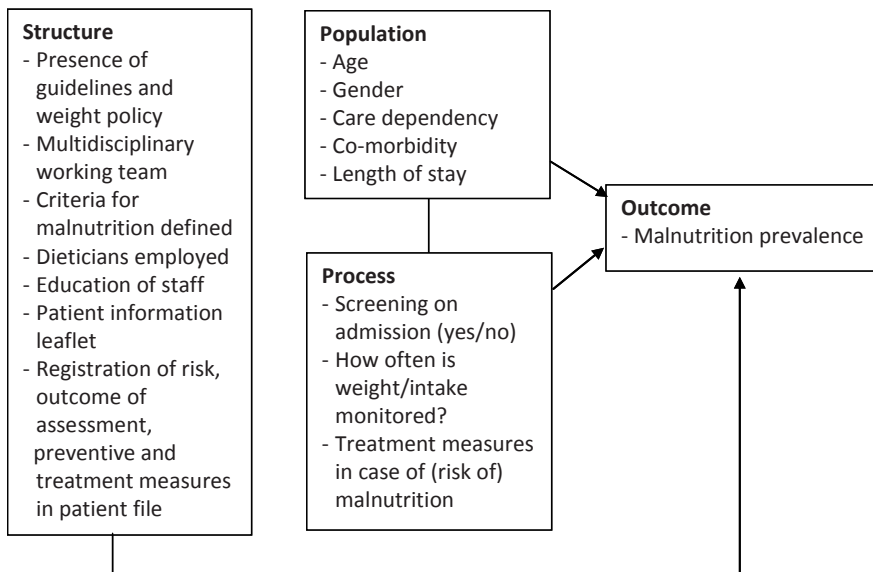 Structure
- Presence of
guidelines and
weight policy
- Multidisciplinary
working team
- Criteria for
malnutrition defined
- Dieticians employed
- Education of staff
- Patient information
leaflet
- Registration of risk,
outcome of
assessment,
preventive and
treatment measures
in patient file
Population
- Age
- Gender
- Care dependency
- Co-morbidity
- Length of stay
Process
- Screening on
admission (yes/no)
- How often is
weight/intake
monitored?
- Treatment measures
in case of (risk of)
malnutrition
Outcome
- Malnutrition prevalence